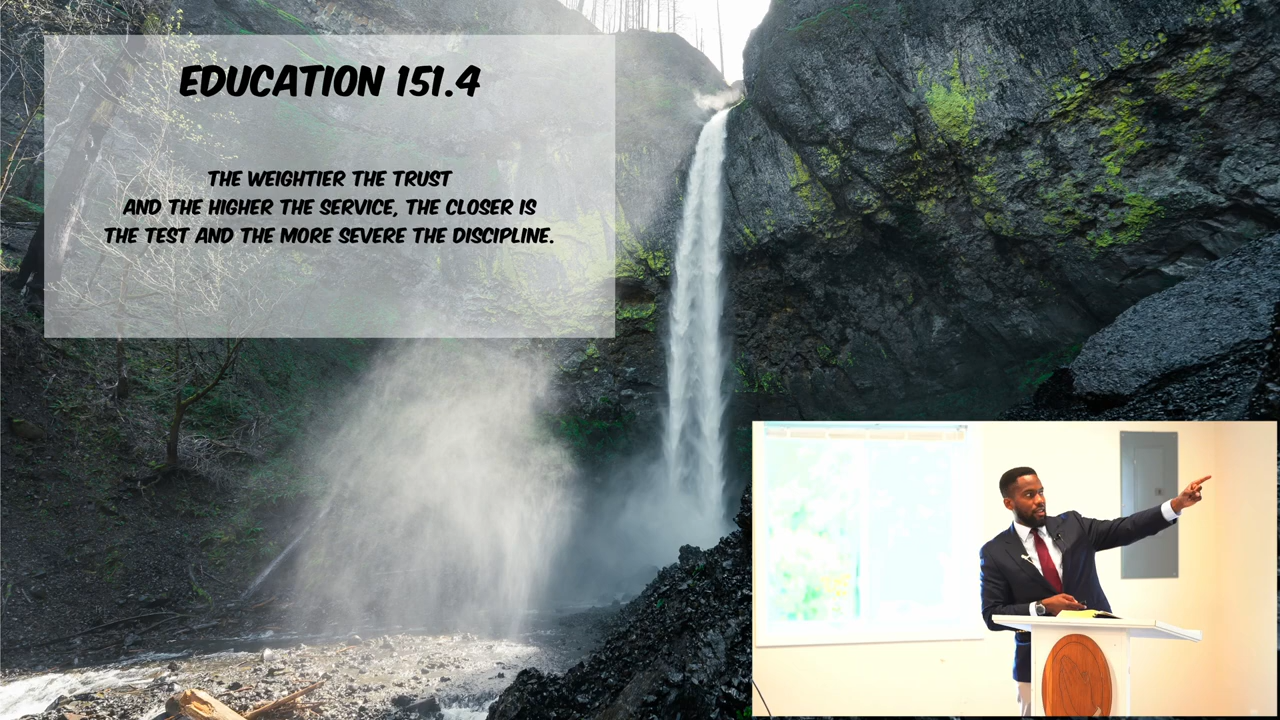 EDUCATION 151.4
THE WEIGHTIER THE TRUST
AND THE HIGHER THE SERVICE, THE CLOSER IS
THE TEST AND THE MORE SEVERE THE DISCIPLINE.